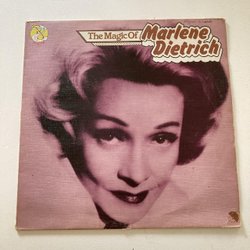 The Magic Of
Marlene
Dietrich